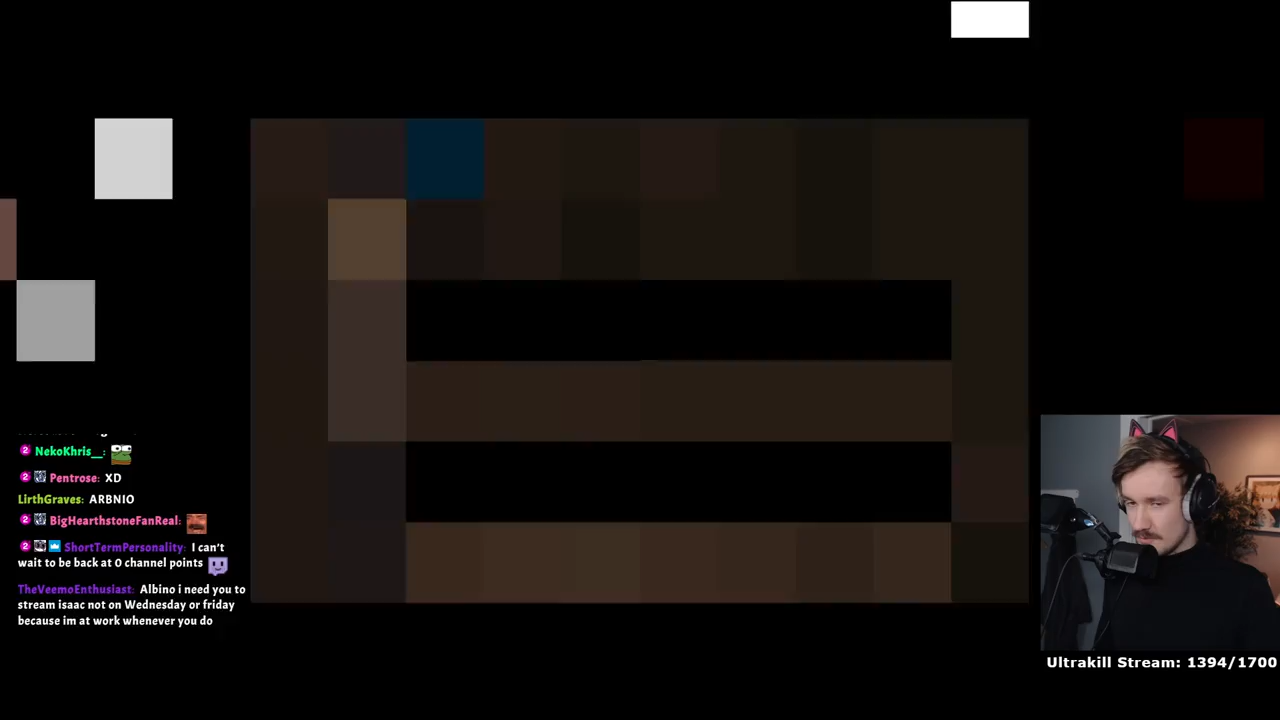 NekoKhris__:
Pentrose: XD
LirthGraves: ARBNIO
BigHearthstoneFanReal:
ShortTermPersonality: I can't
wait to be back at 0 channel points
TheVeemoEnthusiast: Albino i need you to
stream isaac not on Wednesday or friday
because im at work whenever you do
Ultrakill Stream: 1394/1700